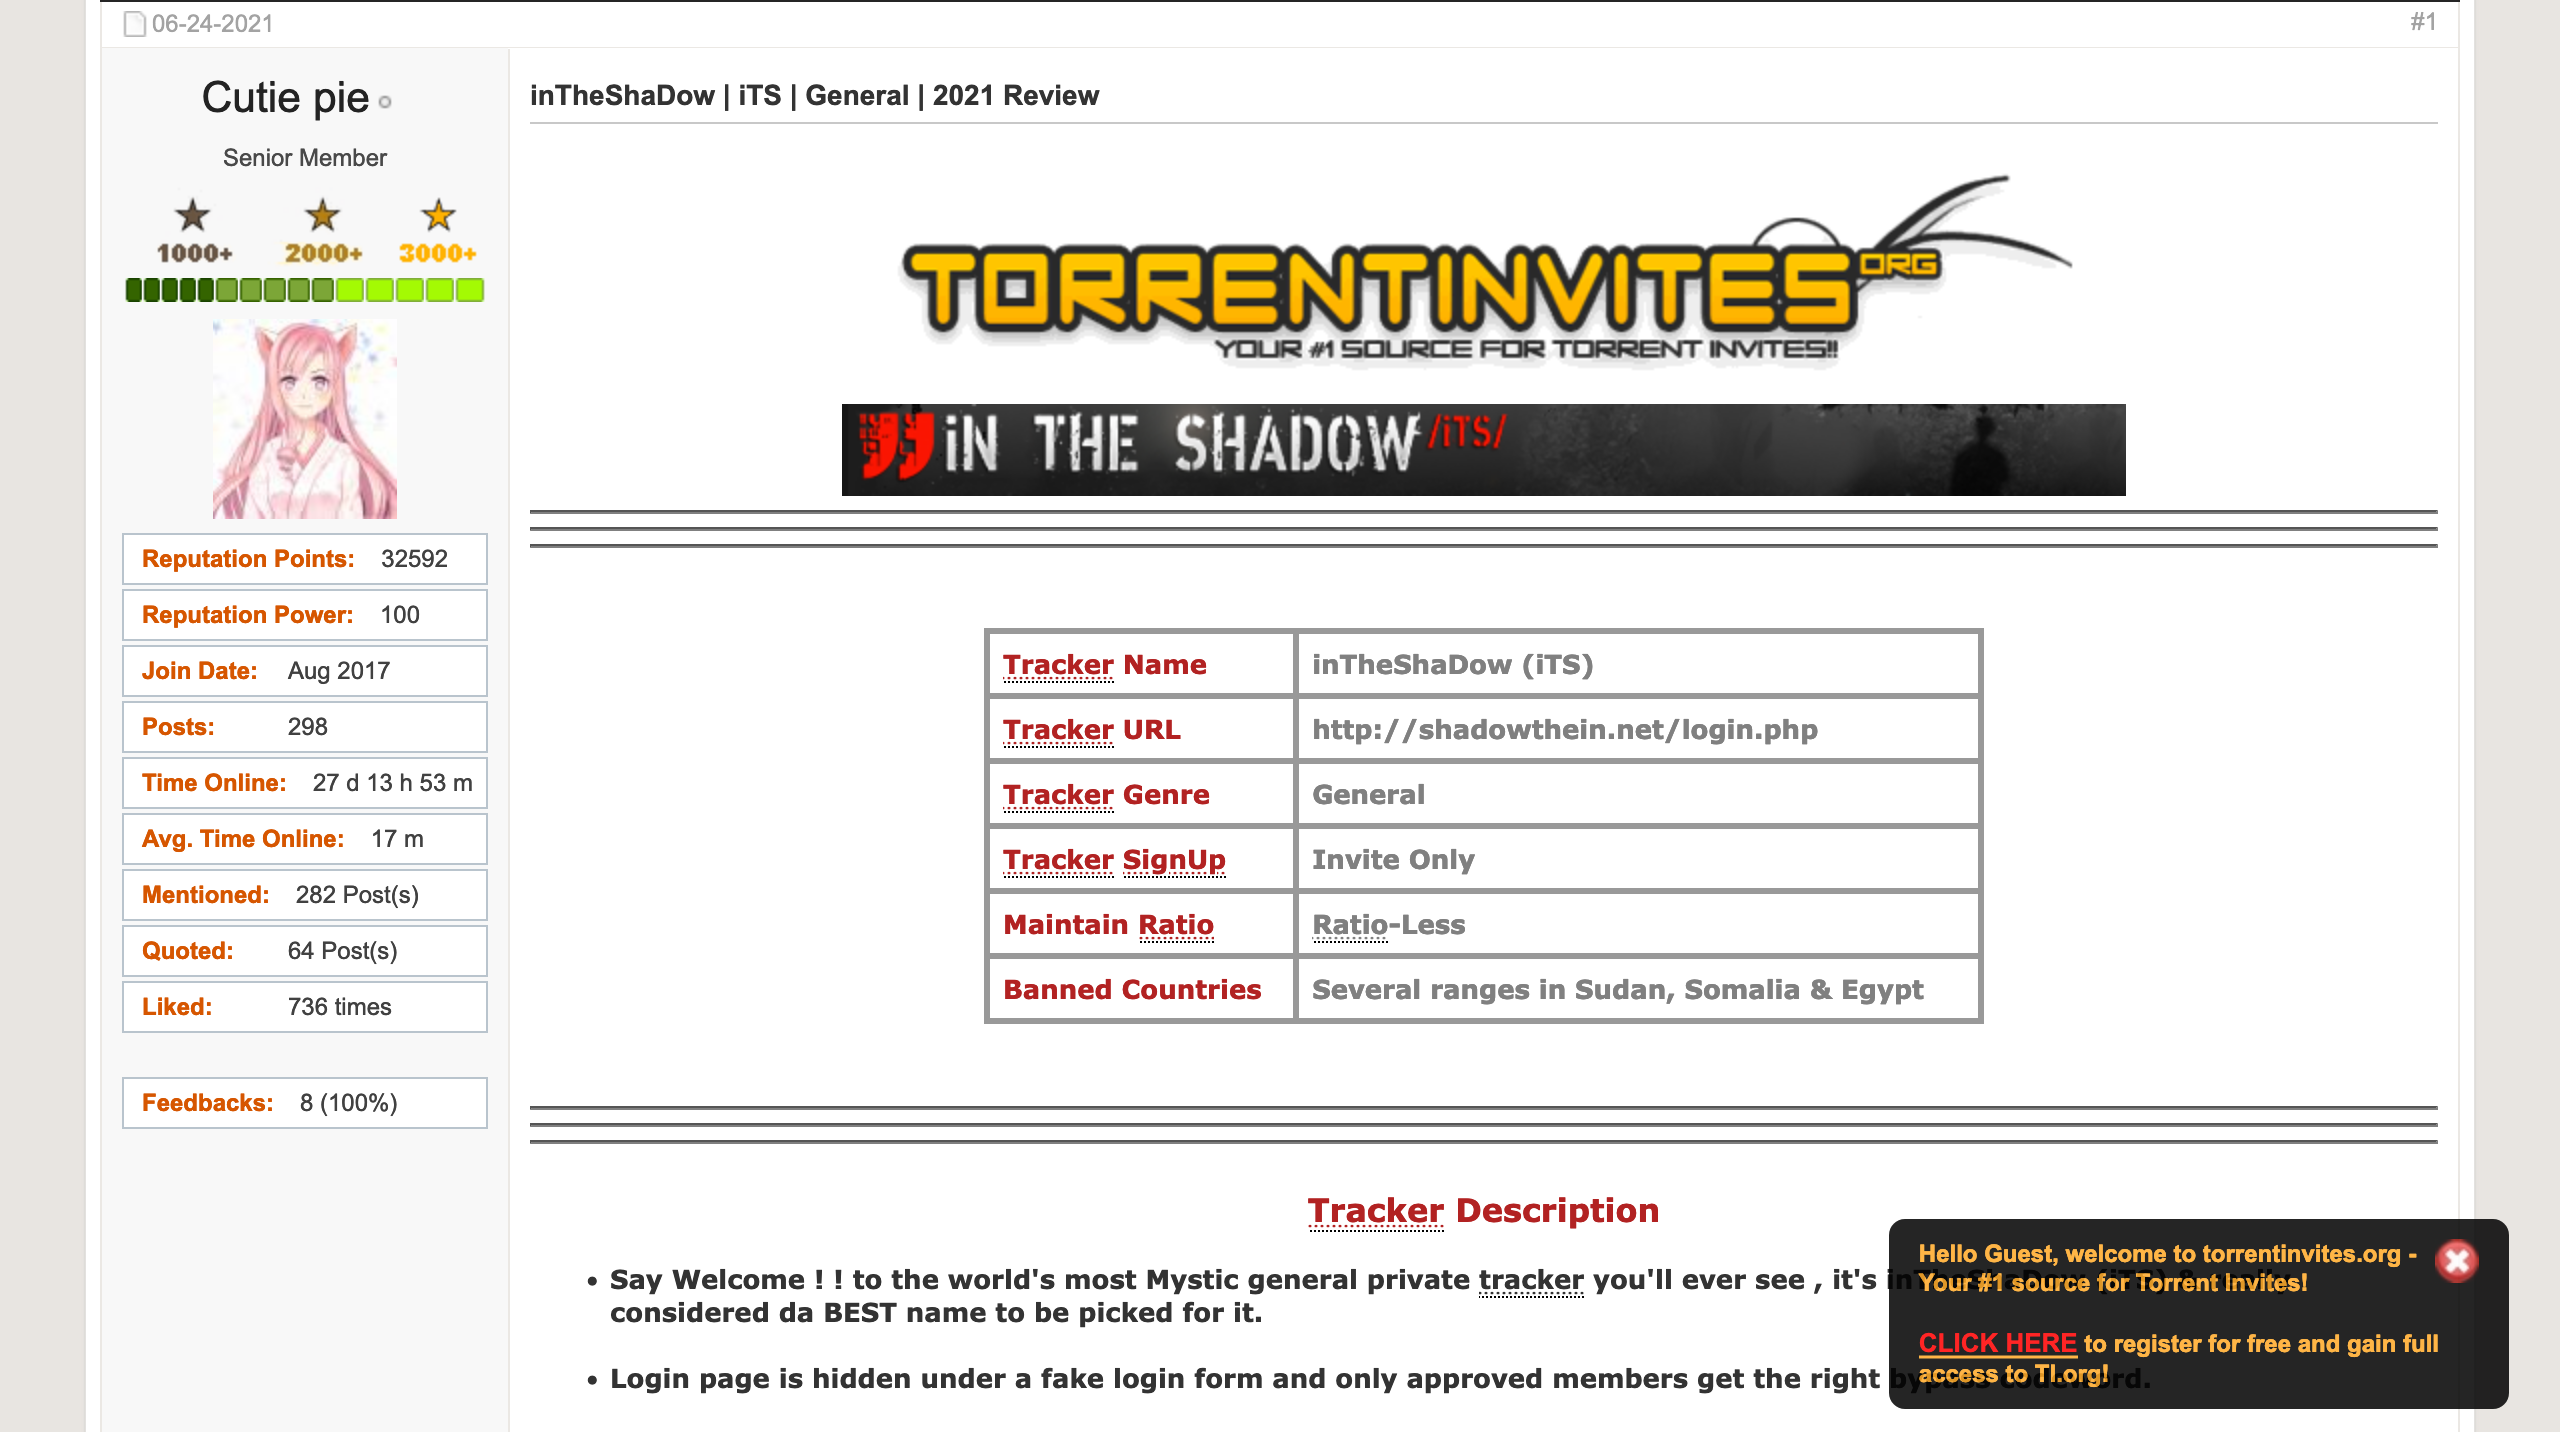 06-24-2021
#1
Cutie pie
Senior Member
1000+ 2000+ 3000+
Reputation Points: 32592
Reputation Power: 100
Join Date: Aug 2017
Posts: 298
Time Online: 27 d 13 h 53 m
Avg. Time Online: 17 m
Mentioned: 282 Post(s)
Quoted: 64 Post(s)
Liked: 736 times
Feedbacks: 8 (100%)
inTheShaDow | iTS | General | 2021 Review
TORRENTINVITES ORG
YOUR #1 SOURCE FOR TORRENT INVITES!!
iN THE SHADOW /iTS/
Tracker Name inTheShaDow (iTS)
Tracker URL http://shadowthein.net/login.php
Tracker Genre General
Tracker SignUp Invite Only
Maintain Ratio Ratio-Less
Banned Countries Several ranges in Sudan, Somalia & Egypt
Tracker Description
• Say Welcome ! ! to the world's most Mystic general private tracker you'll ever see , it's inTheShaDow (iTS) &
considered da BEST name to be picked for it.
• Login page is hidden under a fake login form and only approved members get the right bypass codeword.
Hello Guest, welcome to torrentinvites.org -
Your #1 source for Torrent Invites!
CLICK HERE to register for free and gain full
access to TI.org!